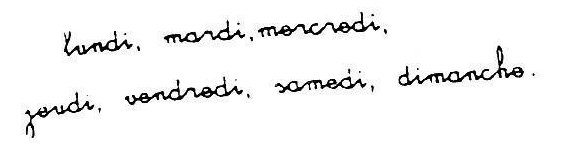 lundi, mardi, mercredi,
jeudi, vendredi, samedi, dimanche.